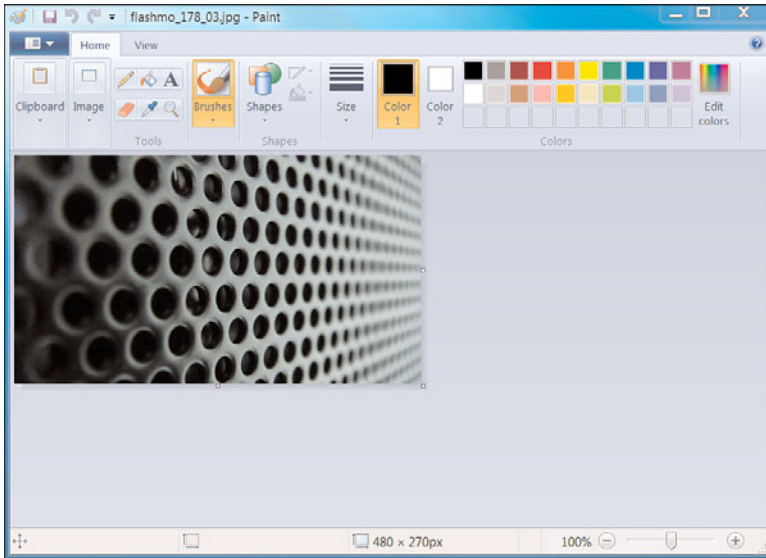 flashmo_178_03.jpg - Paint
Home View
Clipboard Image Brushes Shapes Size Color 1 Color 2 Edit colors
Tools Shapes Colors
480 × 270px 100%